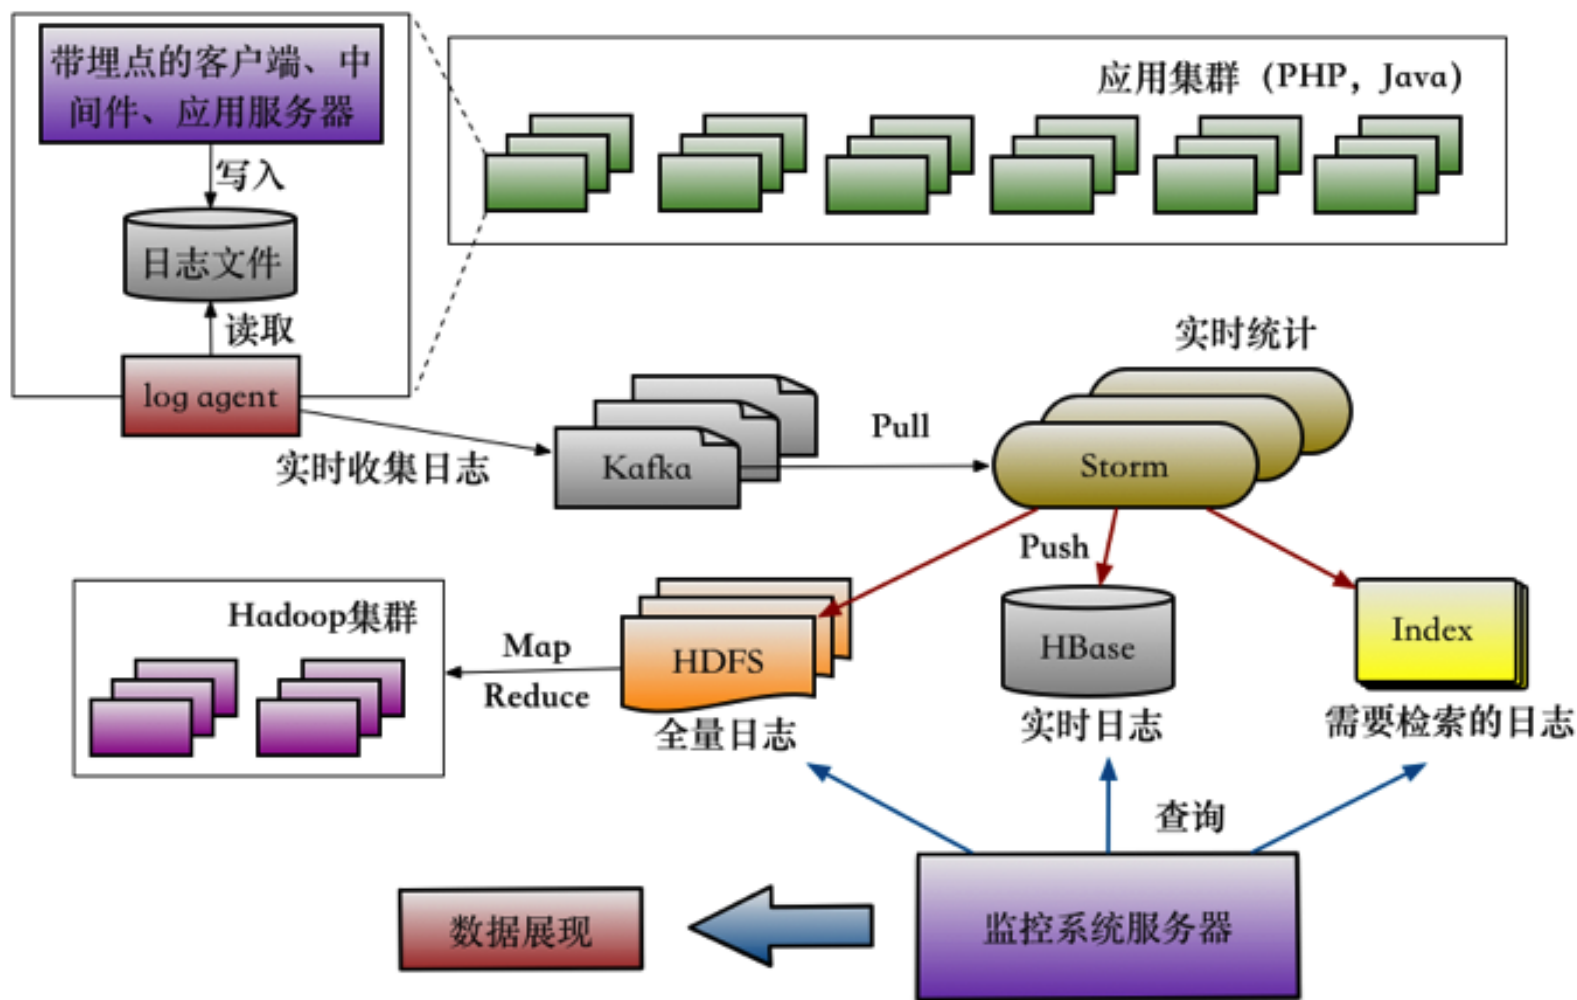 带埋点的客户端、中
间件、应用服务器
写入
日志文件
读取
log agent
应用集群（PHP，Java）
实时收集日志
Kafka
Pull
实时统计
Storm
Push
Hadoop集群
Map
Reduce
HDFS
全量日志
HBase
实时日志
Index
需要检索的日志
查询
监控系统服务器
数据展现